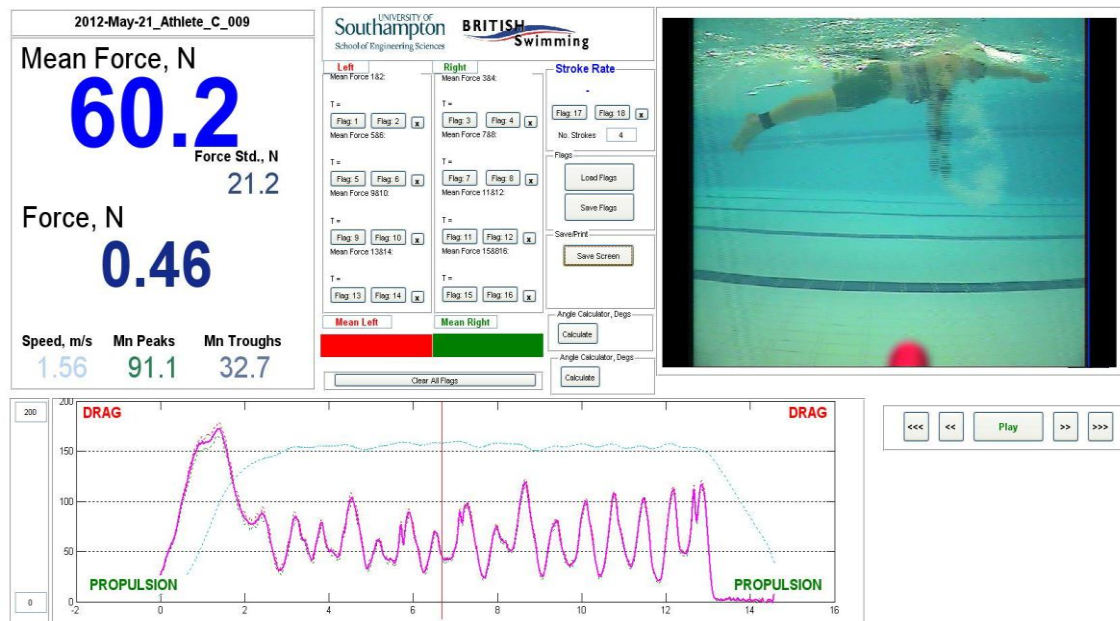 2012-May-21_Athlete_C_009
Mean Force, N
60.2
Force Std., N
21.2
Force, N
0.46
Speed, m/s Mn Peaks Mn Troughs
1.56 91.1 32.7
UNIVERSITY OF
Southampton
School of Engineering Sciences
BRITISH
Swimming
Left
Mean Force 1&2:
T =
Flag: 1 Flag: 2 x
Mean Force 5&6:
T =
Flag: 5 Flag: 6 x
Mean Force 9&10:
T =
Flag: 9 Flag: 10 x
Mean Force 13&14:
T =
Flag: 13 Flag: 14 x
Mean Left
Right
Mean Force 3&4:
T =
Flag: 3 Flag: 4 x
Mean Force 7&8:
T =
Flag: 7 Flag: 8 x
Mean Force 11&12:
T =
Flag: 11 Flag: 12 x
Mean Force 15&16:
T =
Flag: 15 Flag: 16 x
Mean Right
Clear All Flags
Stroke Rate
-
Flag: 17 Flag: 18 x
No. Strokes 4
Flags
Load Flags
Save Flags
Save/Print
Save Screen
Angle Calculator, Degs
Calculate
Angle Calculator, Degs
Calculate
200
0
200
150
100
50
0
DRAG DRAG
PROPULSION PROPULSION
-2 0 2 4 6 8 10 12 14 16
<<< << Play >> >>>